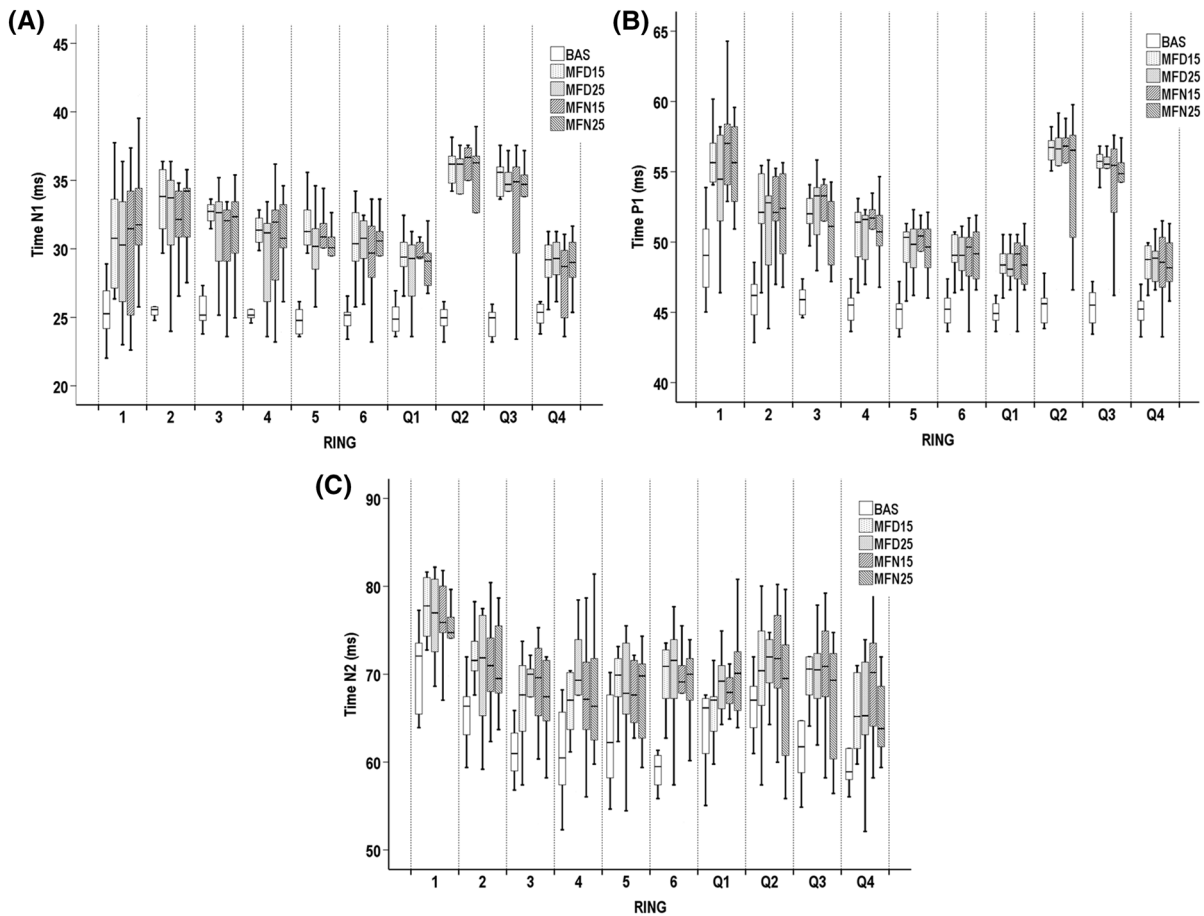 (A)
45
40
35
30
25
20
Time N1 (ms)
BAS
MFD15
MFD25
MFN15
MFN25
1 2 3 4 5 6 Q1 Q2 Q3 Q4
RING
(B)
65
60
55
50
45
40
Time P1 (ms)
BAS
MFD15
MFD25
MFN15
MFN25
1 2 3 4 5 6 Q1 Q2 Q3 Q4
RING
(C)
90
80
70
60
50
Time N2 (ms)
BAS
MFD15
MFD25
MFN15
MFN25
1 2 3 4 5 6 Q1 Q2 Q3 Q4
RING